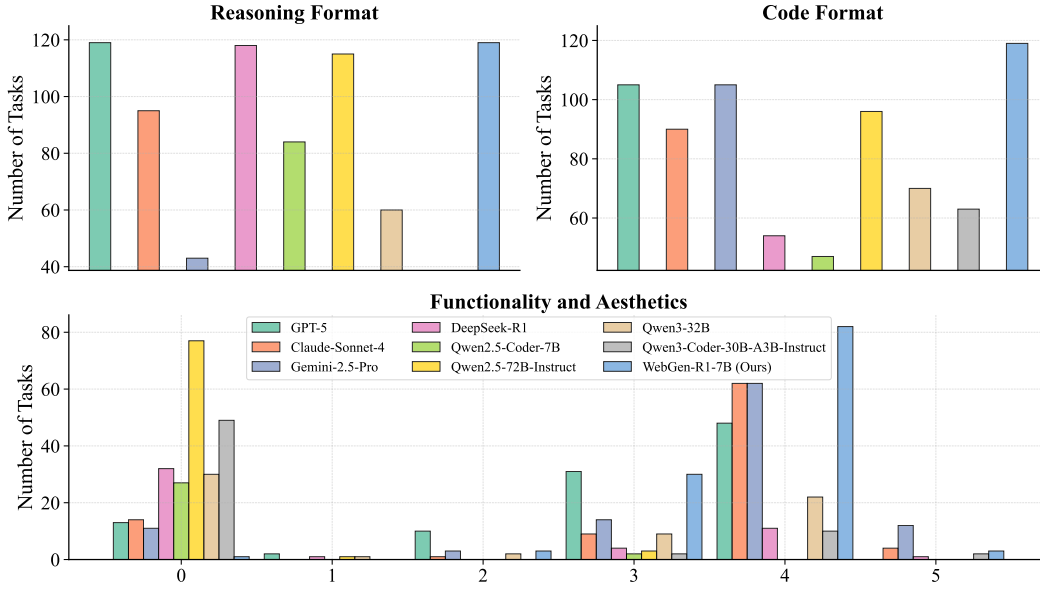 Reasoning Format
Number of Tasks
120
100
80
60
40
Code Format
Number of Tasks
120
100
80
60
Functionality and Aesthetics
Number of Tasks
80
60
40
20
0
GPT-5
Claude-Sonnet-4
Gemini-2.5-Pro
DeepSeek-R1
Qwen2.5-Coder-7B
Qwen2.5-72B-Instruct
Qwen3-32B
Qwen3-Coder-30B-A3B-Instruct
WebGen-R1-7B (Ours)
0 1 2 3 4 5